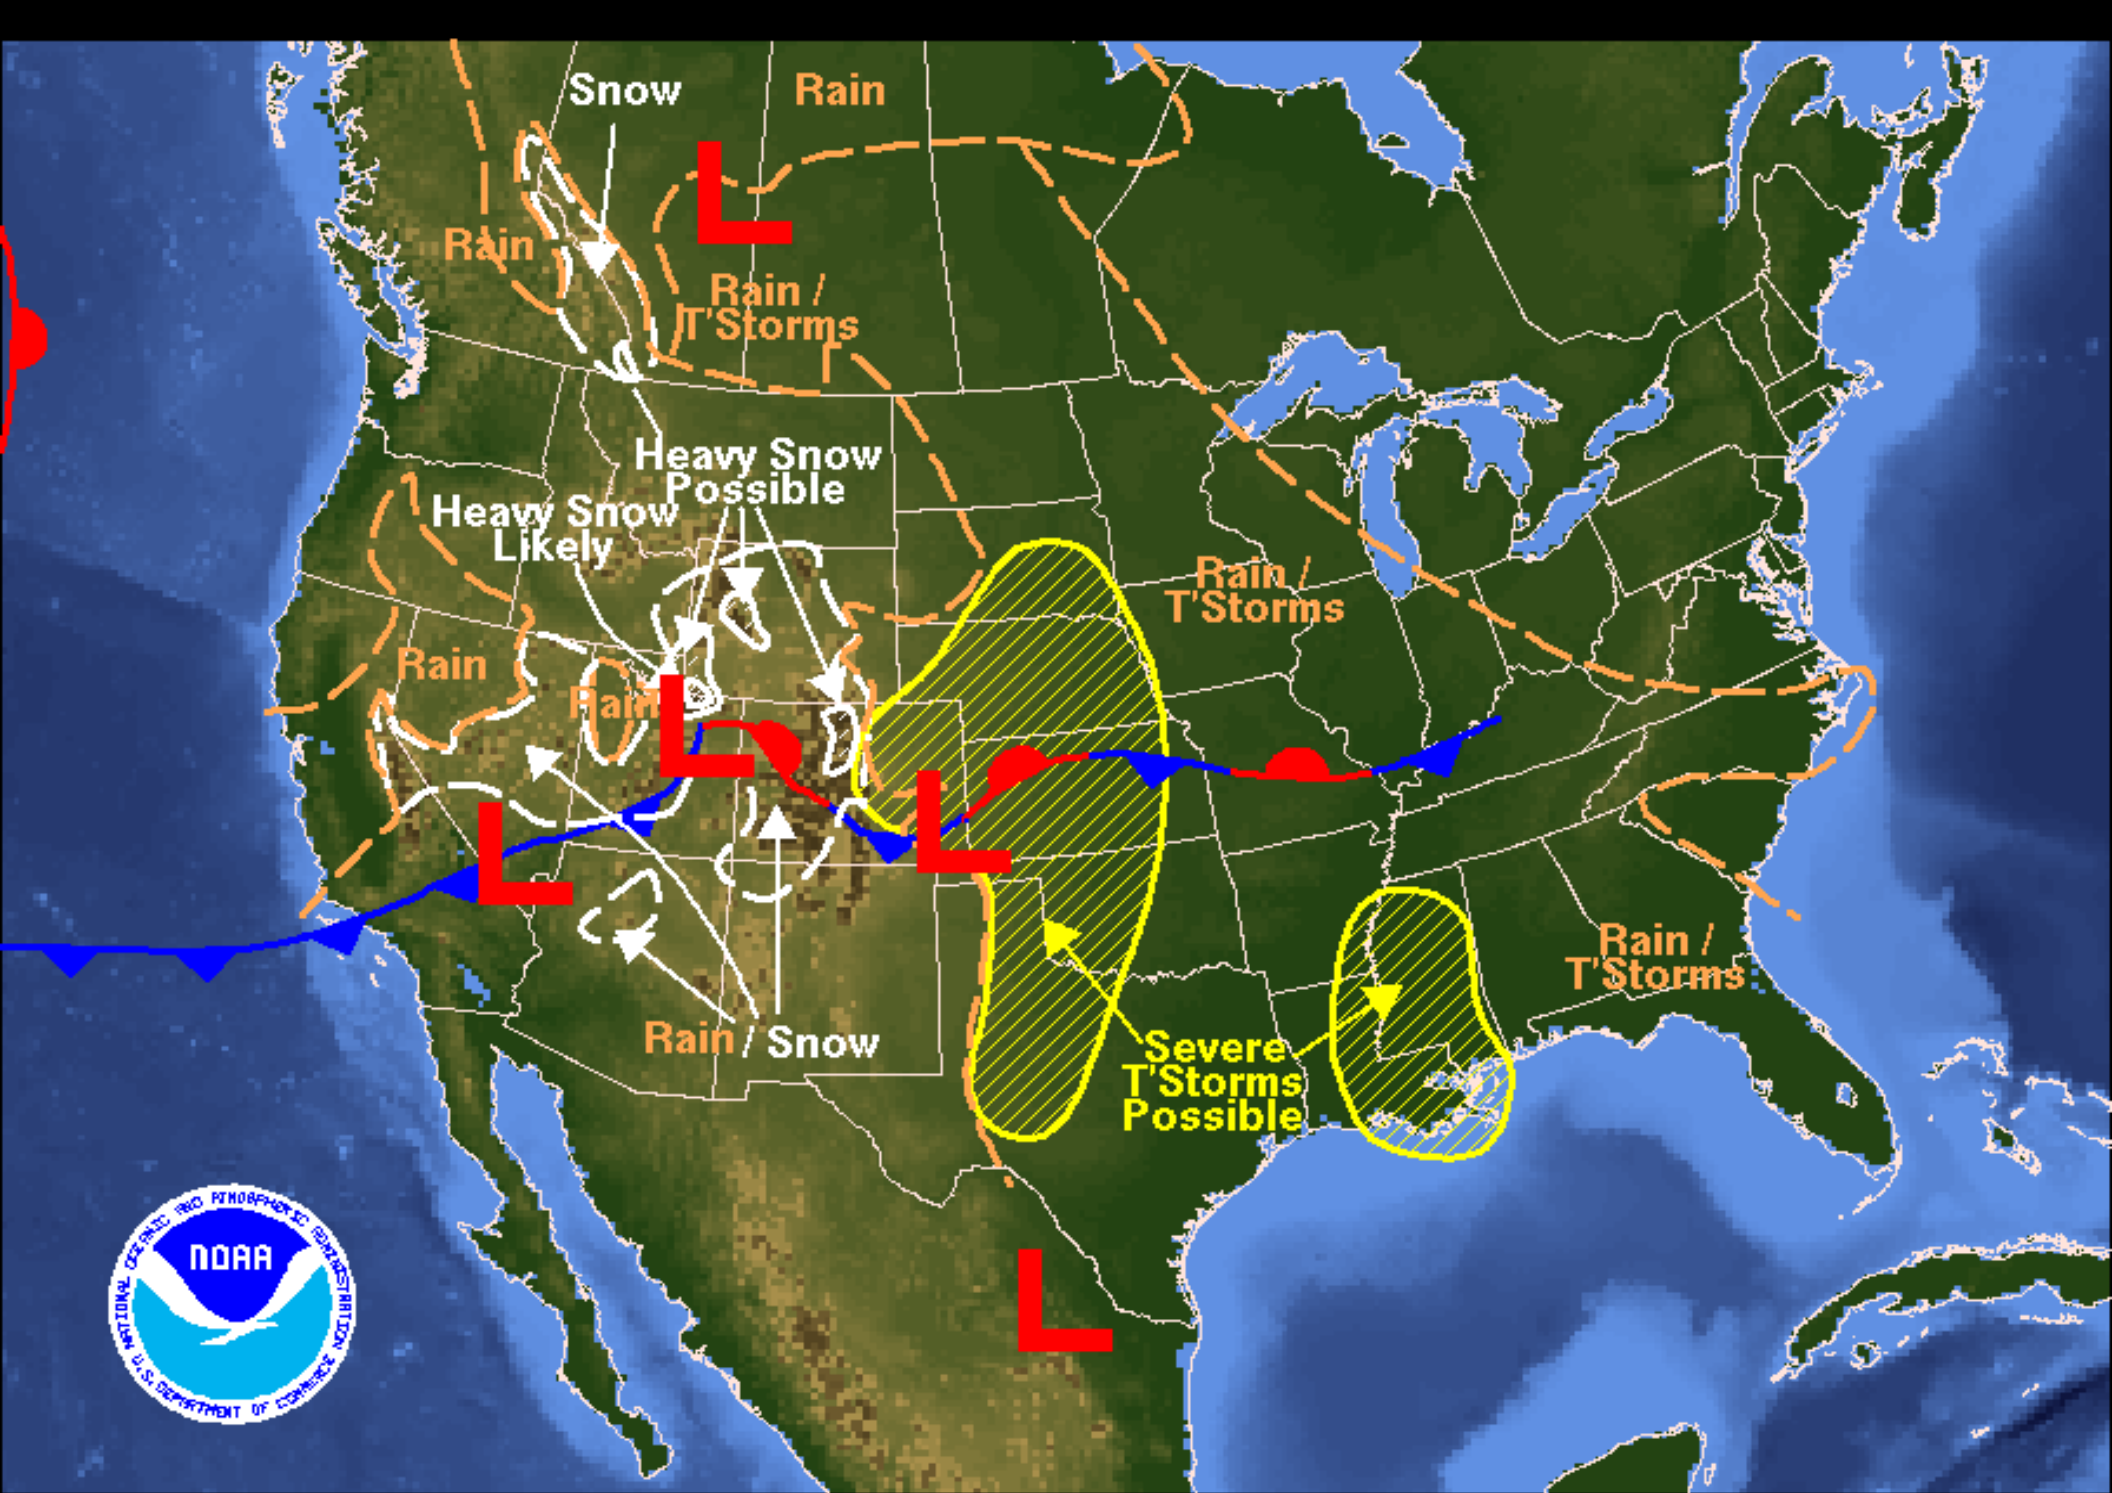 Snow
Rain
Rain
Rain /
T'Storms
Heavy Snow
Possible
Heavy Snow
Likely
Rain /
T'Storms
Rain
Rain
Rain /
T'Storms
Rain / Snow
Severe
T'Storms
Possible
NATIONAL OCEANIC AND ATMOSPHERIC ADMINISTRATION
NOAA
U.S. DEPARTMENT OF COMMERCE
L
L
L
L
L